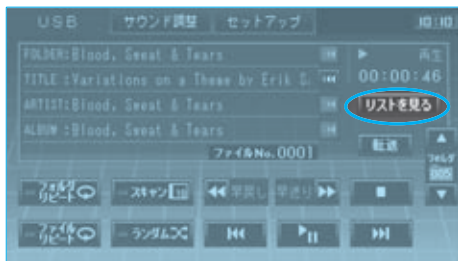 USB サウンド調整 セットアップ 10:10
FOLDER:Blood, Sweat & Tears
再生
TITLE :Variations on a Theme by Erik S.
00:00:46
ARTIST:Blood, Sweat & Tears
リストを見る
ALBUM :Blood, Sweat & Tears
転送
ファイルNo.0001
フォルダ
005
フォルダリピート スキャン 早戻し 早送り
ファイルリピート ランダム